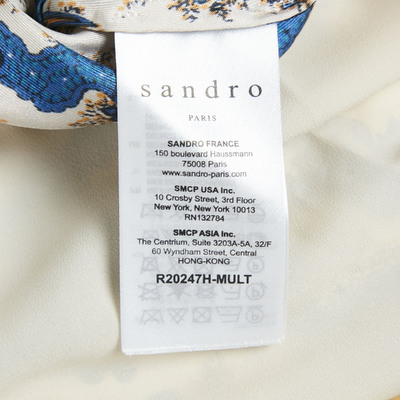 sandro
PARIS
SANDRO FRANCE
150 boulevard Haussmann
75008 Paris
www.sandro-paris.com
SMCP USA Inc.
10 Crosby Street, 3rd Floor
New York, New York 10013
RN132784
SMCP ASIA Inc.
The Centrium, Suite 3203A-5A, 32/F
60 Wyndham Street, Central
HONG-KONG
R20247H-MULT